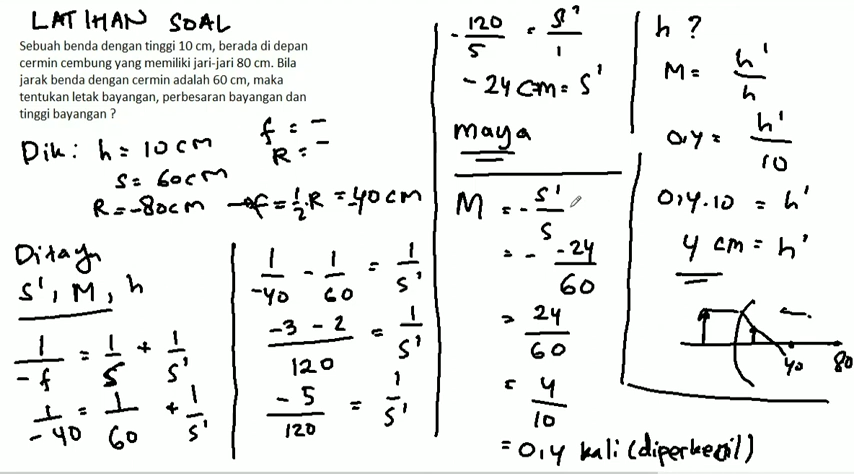 LATIHAN SOAL
Sebuah benda dengan tinggi 10 cm, berada di depan
cermin cembung yang memiliki jari-jari 80 cm. Bila
jarak benda dengan cermin adalah 60 cm, maka
tentukan letak bayangan, perbesaran bayangan dan
tinggi bayangan ?
f = -
R = -
Dik : h = 10 cm
s = 60 cm
R = -80 cm → f = 1/2 . R = -40 cm
Ditaya
s', M, h
1/-f = 1/s + 1/s'
1/-40 = 1/60 + 1/s'
1/-40 - 1/60 = 1/s'
-3 - 2/120 = 1/s'
-5/120 = 1/s'
-120/5 = s'/1
-24 cm = s'
maya
M = - s'/s
= - -24/60
= 24/60
= 4/10
= 0,4 kali (diperkecil)
h ?
M = h'/h
0,4 = h'/10
0,4 . 10 = h'
4 cm = h'
40
80